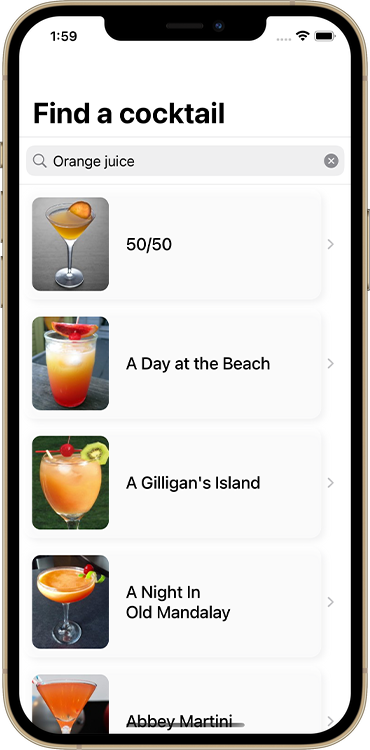 1:59
Find a cocktail
Orange juice
50/50
A Day at the Beach
A Gilligan's Island
A Night In
Old Mandalay
Abbey Martini